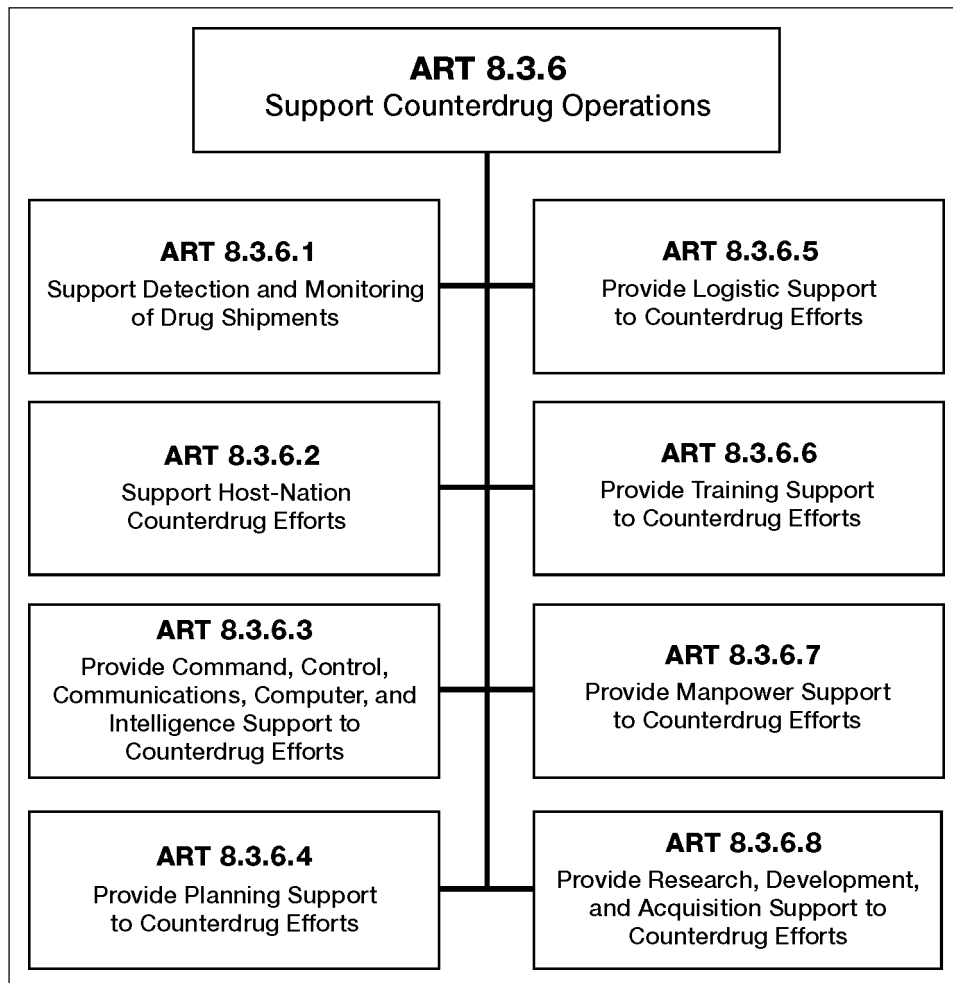 ART 8.3.6
Support Counterdrug Operations
ART 8.3.6.1
Support Detection and Monitoring
of Drug Shipments
ART 8.3.6.2
Support Host-Nation
Counterdrug Efforts
ART 8.3.6.3
Provide Command, Control,
Communications, Computer, and
Intelligence Support to
Counterdrug Efforts
ART 8.3.6.4
Provide Planning Support
to Counterdrug Efforts
ART 8.3.6.5
Provide Logistic Support
to Counterdrug Efforts
ART 8.3.6.6
Provide Training Support
to Counterdrug Efforts
ART 8.3.6.7
Provide Manpower Support
to Counterdrug Efforts
ART 8.3.6.8
Provide Research, Development,
and Acquisition Support to
Counterdrug Efforts